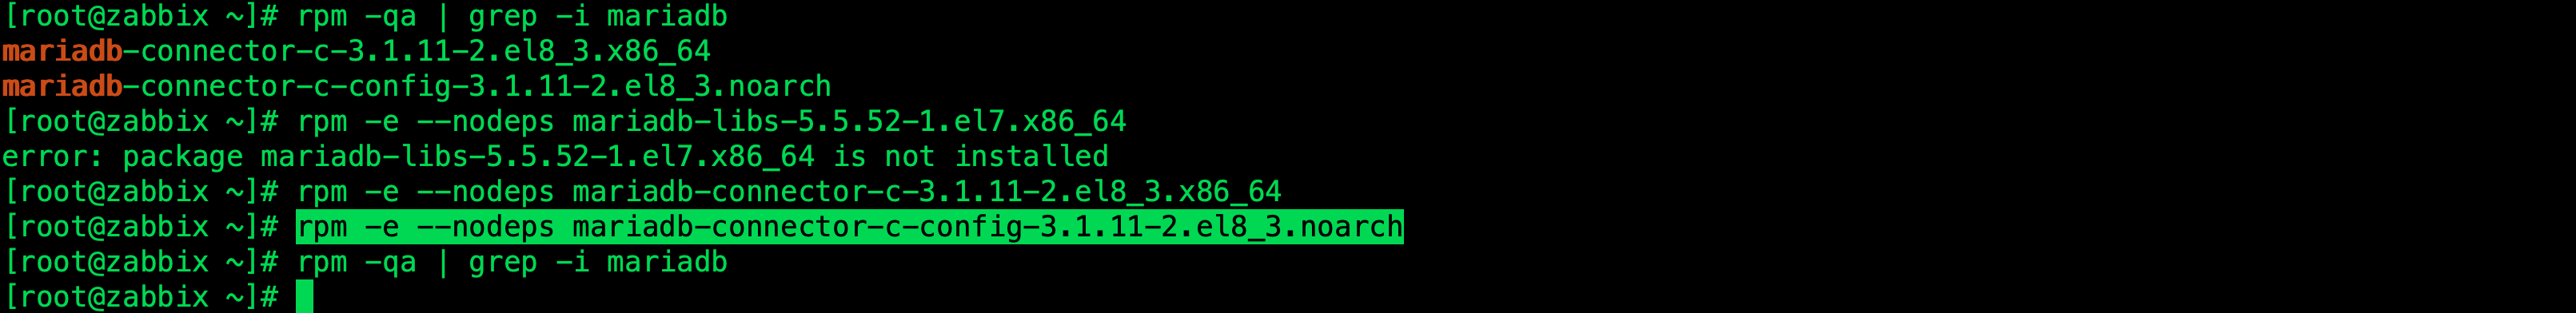 [root@zabbix ~]# rpm -qa | grep -i mariadb
mariadb-connector-c-3.1.11-2.el8_3.x86_64
mariadb-connector-c-config-3.1.11-2.el8_3.noarch
[root@zabbix ~]# rpm -e --nodeps mariadb-libs-5.5.52-1.el7.x86_64
error: package mariadb-libs-5.5.52-1.el7.x86_64 is not installed
[root@zabbix ~]# rpm -e --nodeps mariadb-connector-c-3.1.11-2.el8_3.x86_64
[root@zabbix ~]# rpm -e --nodeps mariadb-connector-c-config-3.1.11-2.el8_3.noarch
[root@zabbix ~]# rpm -qa | grep -i mariadb
[root@zabbix ~]#